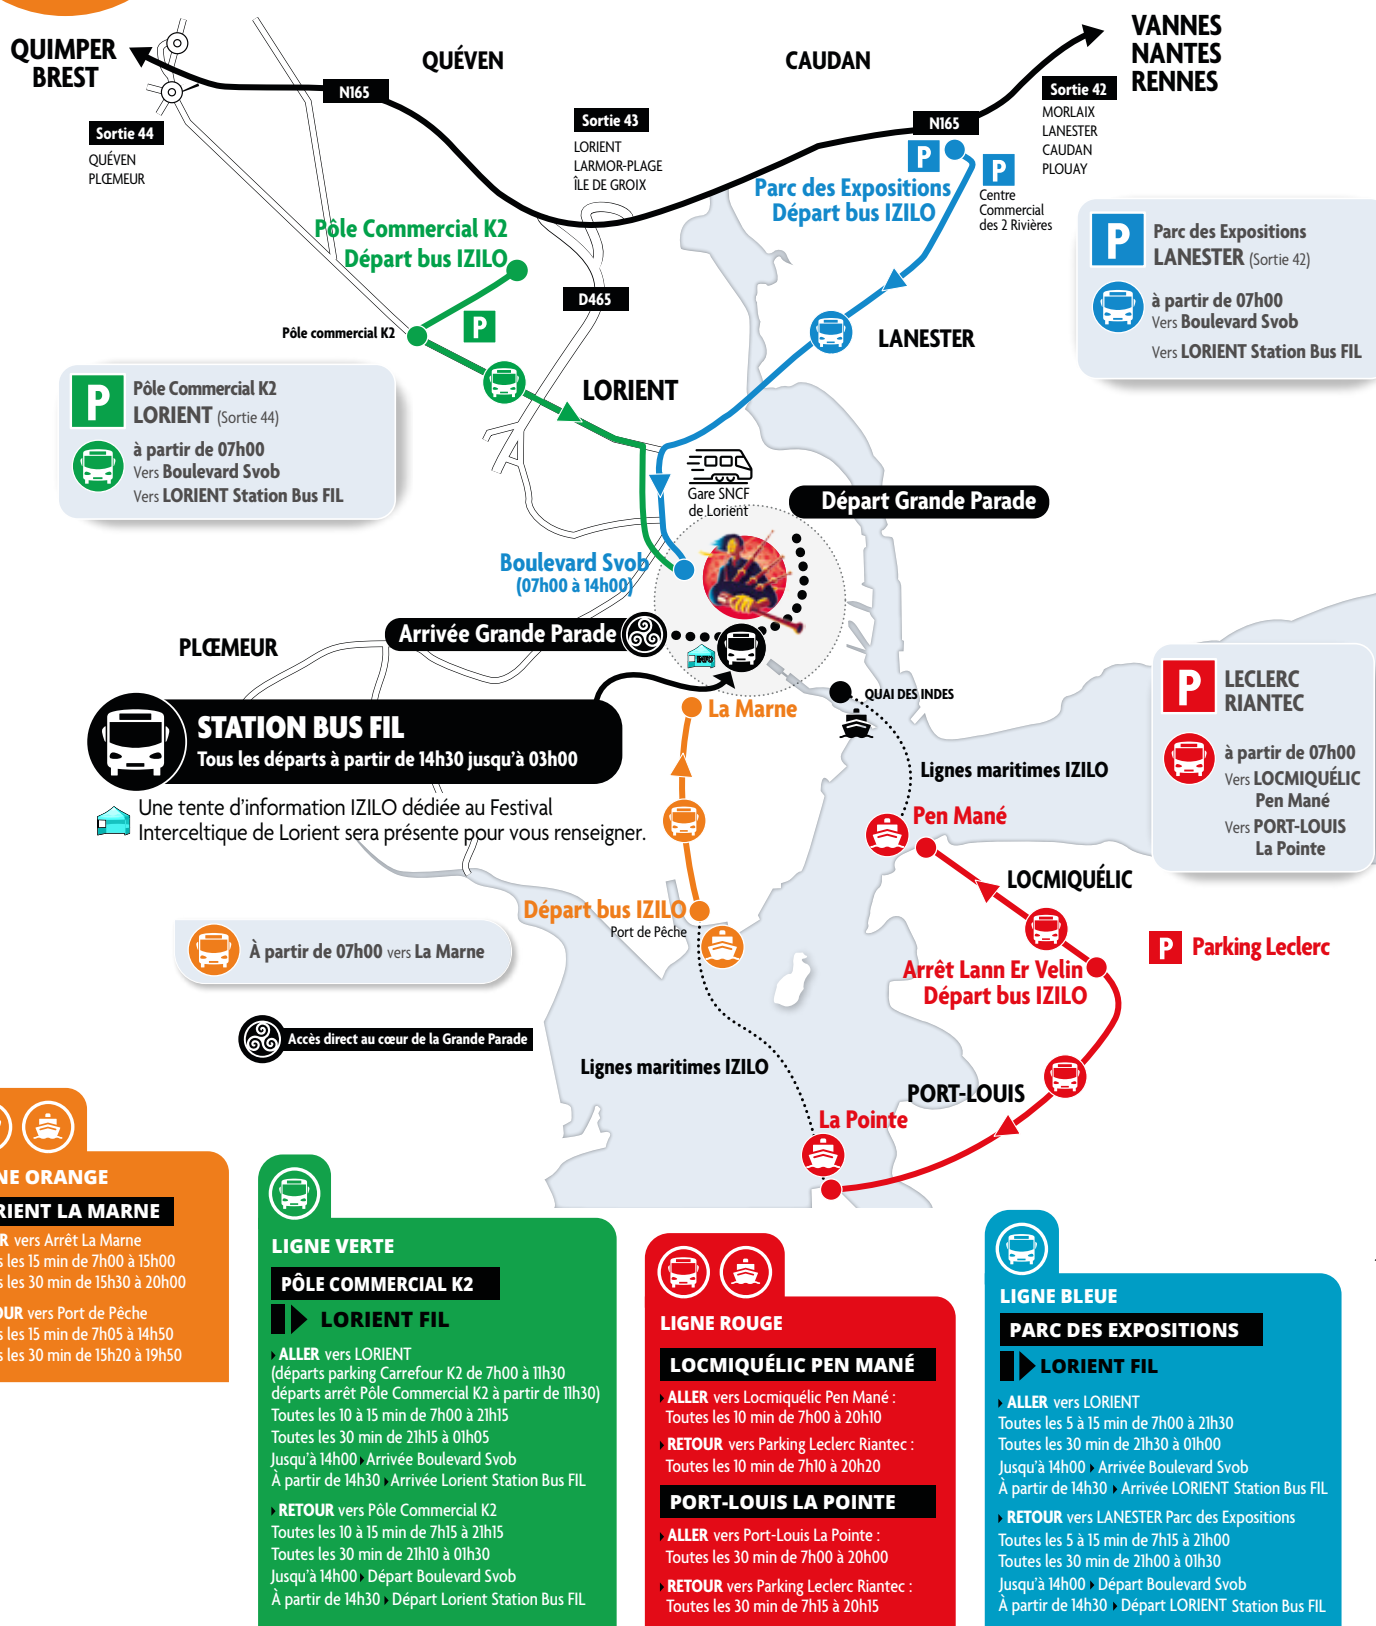 QUIMPER
BREST
QUÉVEN
CAUDAN
VANNES
NANTES
RENNES
N165
N165
Sortie 44
QUÉVEN
PLŒMEUR
Sortie 43
LORIENT
LARMOR-PLAGE
ÎLE DE GROIX
Sortie 42
MORLAIX
LANESTER
CAUDAN
PLOUAY
P
P
Parc des Expositions
Départ bus IZILO
Centre
Commercial
des 2 Rivières
Pôle Commercial K2
Départ bus IZILO
D465
P
Pôle commercial K2
P
Parc des Expositions
LANESTER (Sortie 42)
à partir de 07h00
Vers Boulevard Svob
Vers LORIENT Station Bus FIL
LANESTER
LORIENT
P
Pôle Commercial K2
LORIENT (Sortie 44)
à partir de 07h00
Vers Boulevard Svob
Vers LORIENT Station Bus FIL
Gare SNCF
de Lorient
Départ Grande Parade
Boulevard Svob
(07h00 à 14h00)
Arrivée Grande Parade
INFO
PLŒMEUR
QUAI DES INDES
STATION BUS FIL
Tous les départs à partir de 14h30 jusqu'à 03h00
La Marne
Une tente d'information IZILO dédiée au Festival
Interceltique de Lorient sera présente pour vous renseigner.
Lignes maritimes IZILO
Pen Mané
P
LECLERC
RIANTEC
à partir de 07h00
Vers LOCMIQUÉLIC
Pen Mané
Vers PORT-LOUIS
La Pointe
LOCMIQUÉLIC
Départ bus IZILO
Port de Pêche
À partir de 07h00 vers La Marne
P Parking Leclerc
Arrêt Lann Er Velin
Départ bus IZILO
Accès direct au cœur de la Grande Parade
Lignes maritimes IZILO
PORT-LOUIS
La Pointe
NE ORANGE
RIENT LA MARNE
R vers Arrêt La Marne
s les 15 min de 7h00 à 15h00
s les 30 min de 15h30 à 20h00
OUR vers Port de Pêche
s les 15 min de 7h05 à 14h50
s les 30 min de 15h20 à 19h50
LIGNE VERTE
PÔLE COMMERCIAL K2
LORIENT FIL
ALLER vers LORIENT
(départs parking Carrefour K2 de 7h00 à 11h30
départs arrêt Pôle Commercial K2 à partir de 11h30)
Toutes les 10 à 15 min de 7h00 à 21h15
Toutes les 30 min de 21h15 à 01h05
Jusqu'à 14h00 Arrivée Boulevard Svob
À partir de 14h30 Arrivée Lorient Station Bus FIL
RETOUR vers Pôle Commercial K2
Toutes les 10 à 15 min de 7h15 à 21h15
Toutes les 30 min de 21h10 à 01h30
Jusqu'à 14h00 Départ Boulevard Svob
À partir de 14h30 Départ Lorient Station Bus FIL
LIGNE ROUGE
LOCMIQUÉLIC PEN MANÉ
ALLER vers Locmiquélic Pen Mané :
Toutes les 10 min de 7h00 à 20h10
RETOUR vers Parking Leclerc Riantec :
Toutes les 10 min de 7h10 à 20h20
PORT-LOUIS LA POINTE
ALLER vers Port-Louis La Pointe :
Toutes les 30 min de 7h00 à 20h00
RETOUR vers Parking Leclerc Riantec :
Toutes les 30 min de 7h15 à 20h15
LIGNE BLEUE
PARC DES EXPOSITIONS
LORIENT FIL
ALLER vers LORIENT
Toutes les 5 à 15 min de 7h00 à 21h30
Toutes les 30 min de 21h30 à 01h00
Jusqu'à 14h00 Arrivée Boulevard Svob
À partir de 14h30 Arrivée LORIENT Station Bus FIL
RETOUR vers LANESTER Parc des Expositions
Toutes les 5 à 15 min de 7h15 à 21h00
Toutes les 30 min de 21h00 à 01h30
Jusqu'à 14h00 Départ Boulevard Svob
À partir de 14h30 Départ LORIENT Station Bus FIL